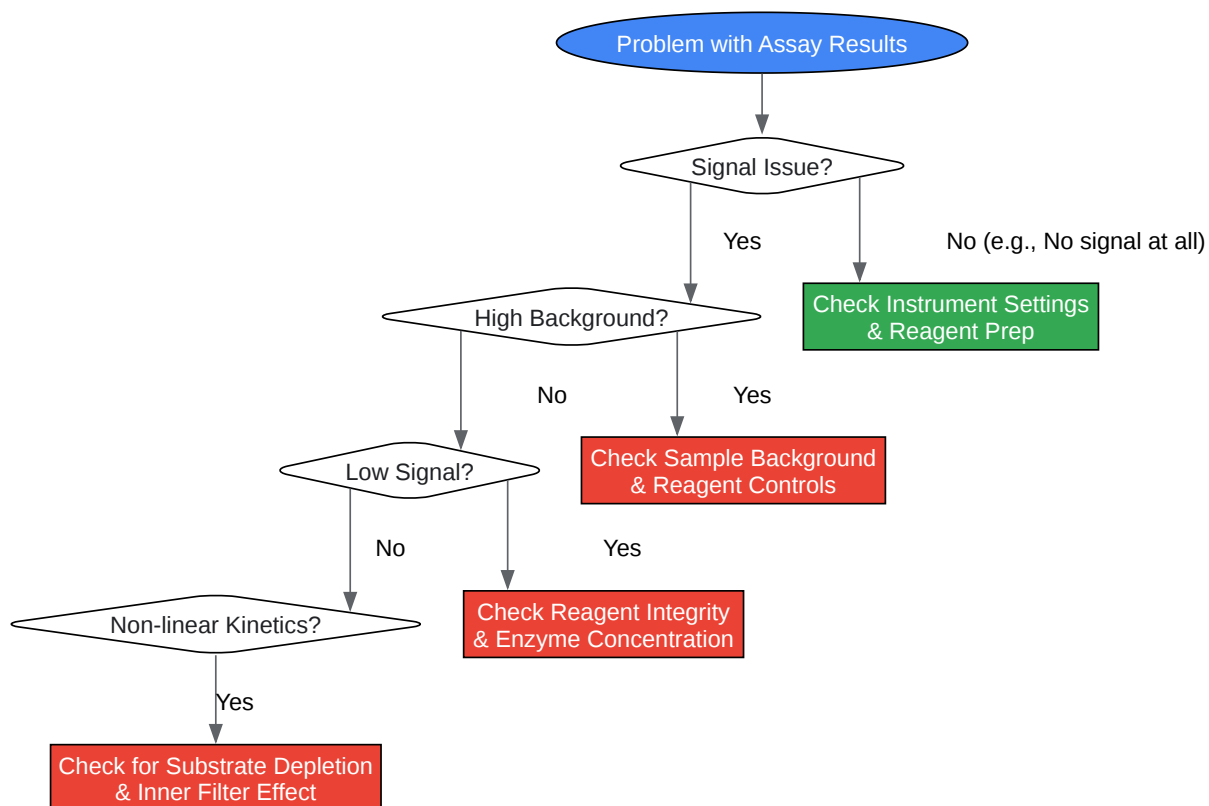 Problem with Assay Results
Signal Issue?
Yes
No (e.g., No signal at all)
Check Instrument Settings
& Reagent Prep
High Background?
No
Yes
Check Sample Background
& Reagent Controls
Low Signal?
No
Yes
Check Reagent Integrity
& Enzyme Concentration
Non-linear Kinetics?
Yes
Check for Substrate Depletion
& Inner Filter Effect